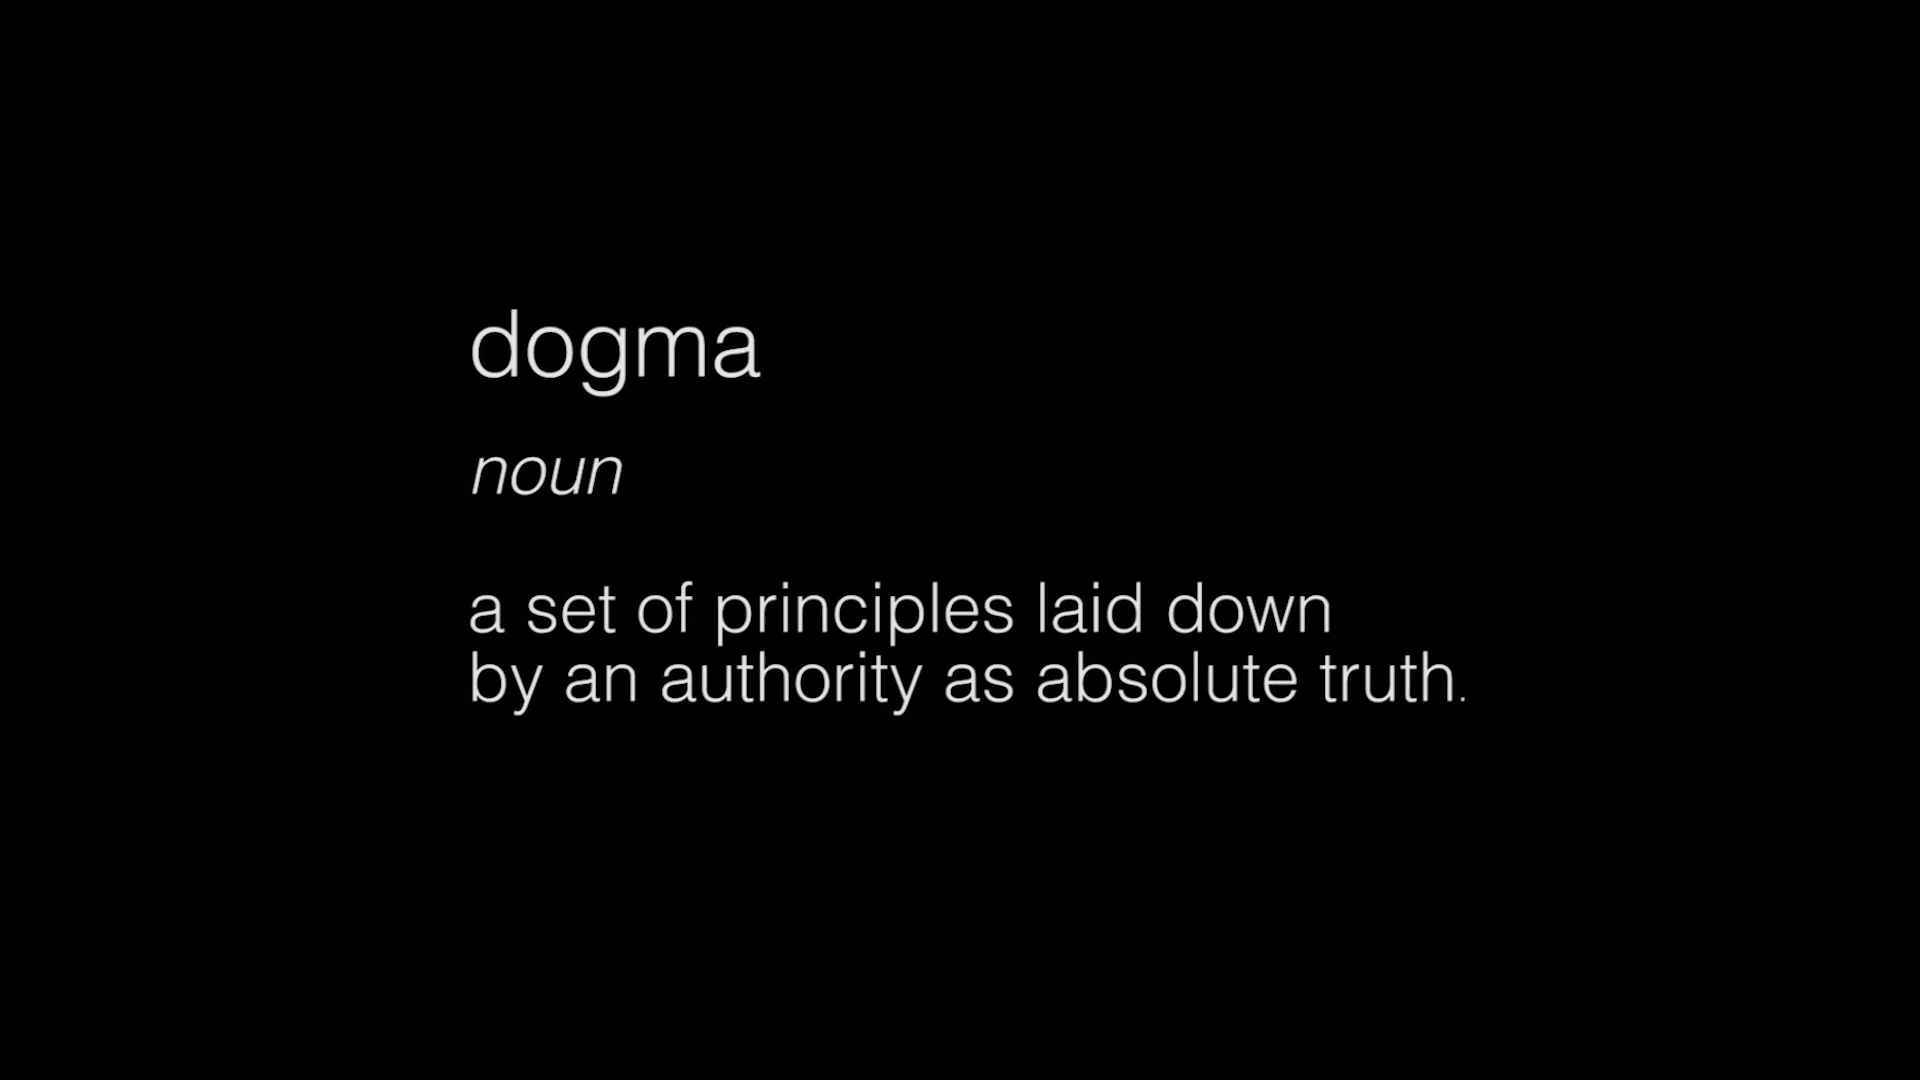 dogma
noun
a set of principles laid down
by an authority as absolute truth.